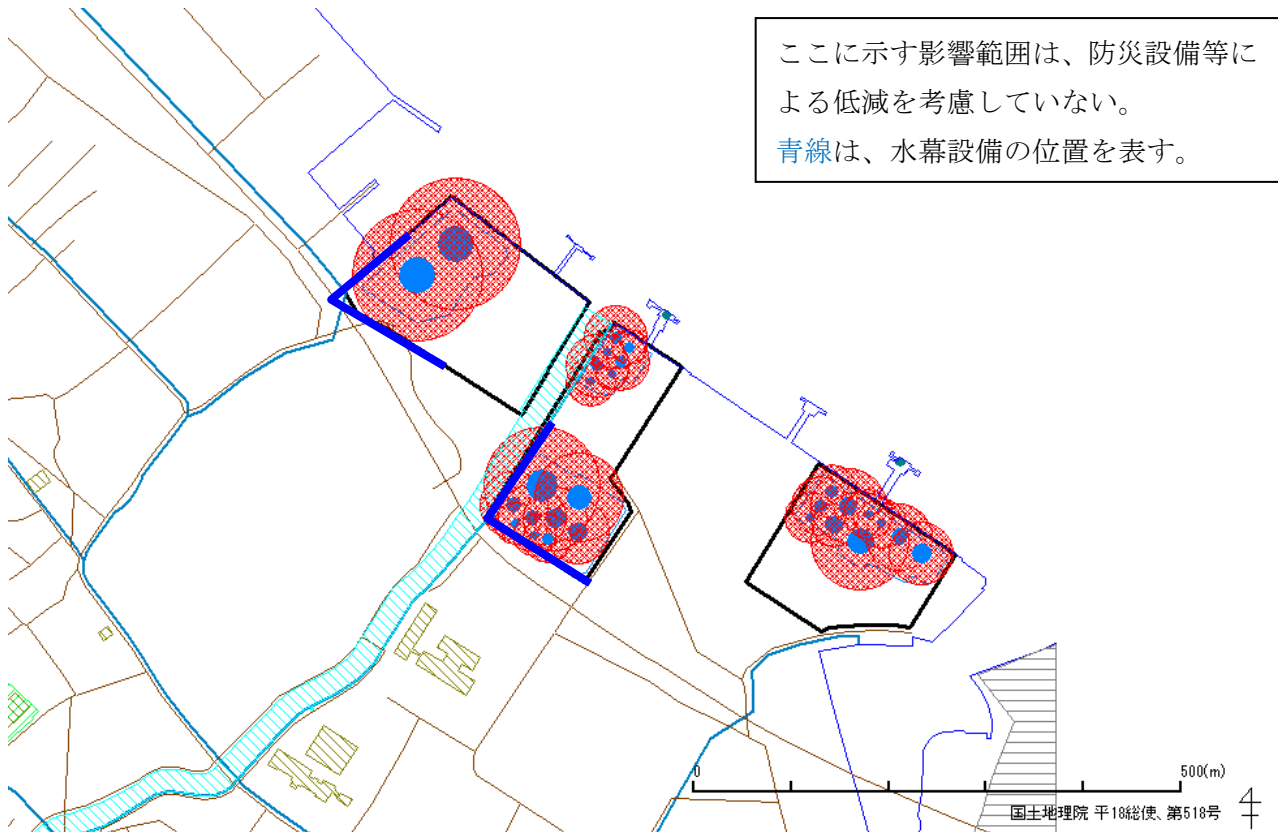 ここに示す影響範囲は、防災設備等に
よる低減を考慮していない。
青線は、水幕設備の位置を表す。
0 500(m)
国土地理院 平18総使、第518号